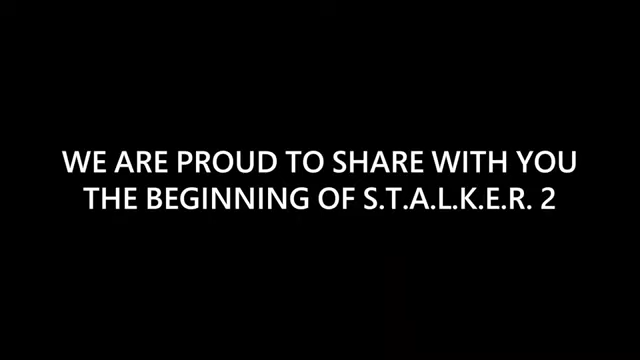 WE ARE PROUD TO SHARE WITH YOU
THE BEGINNING OF S.T.A.L.K.E.R. 2